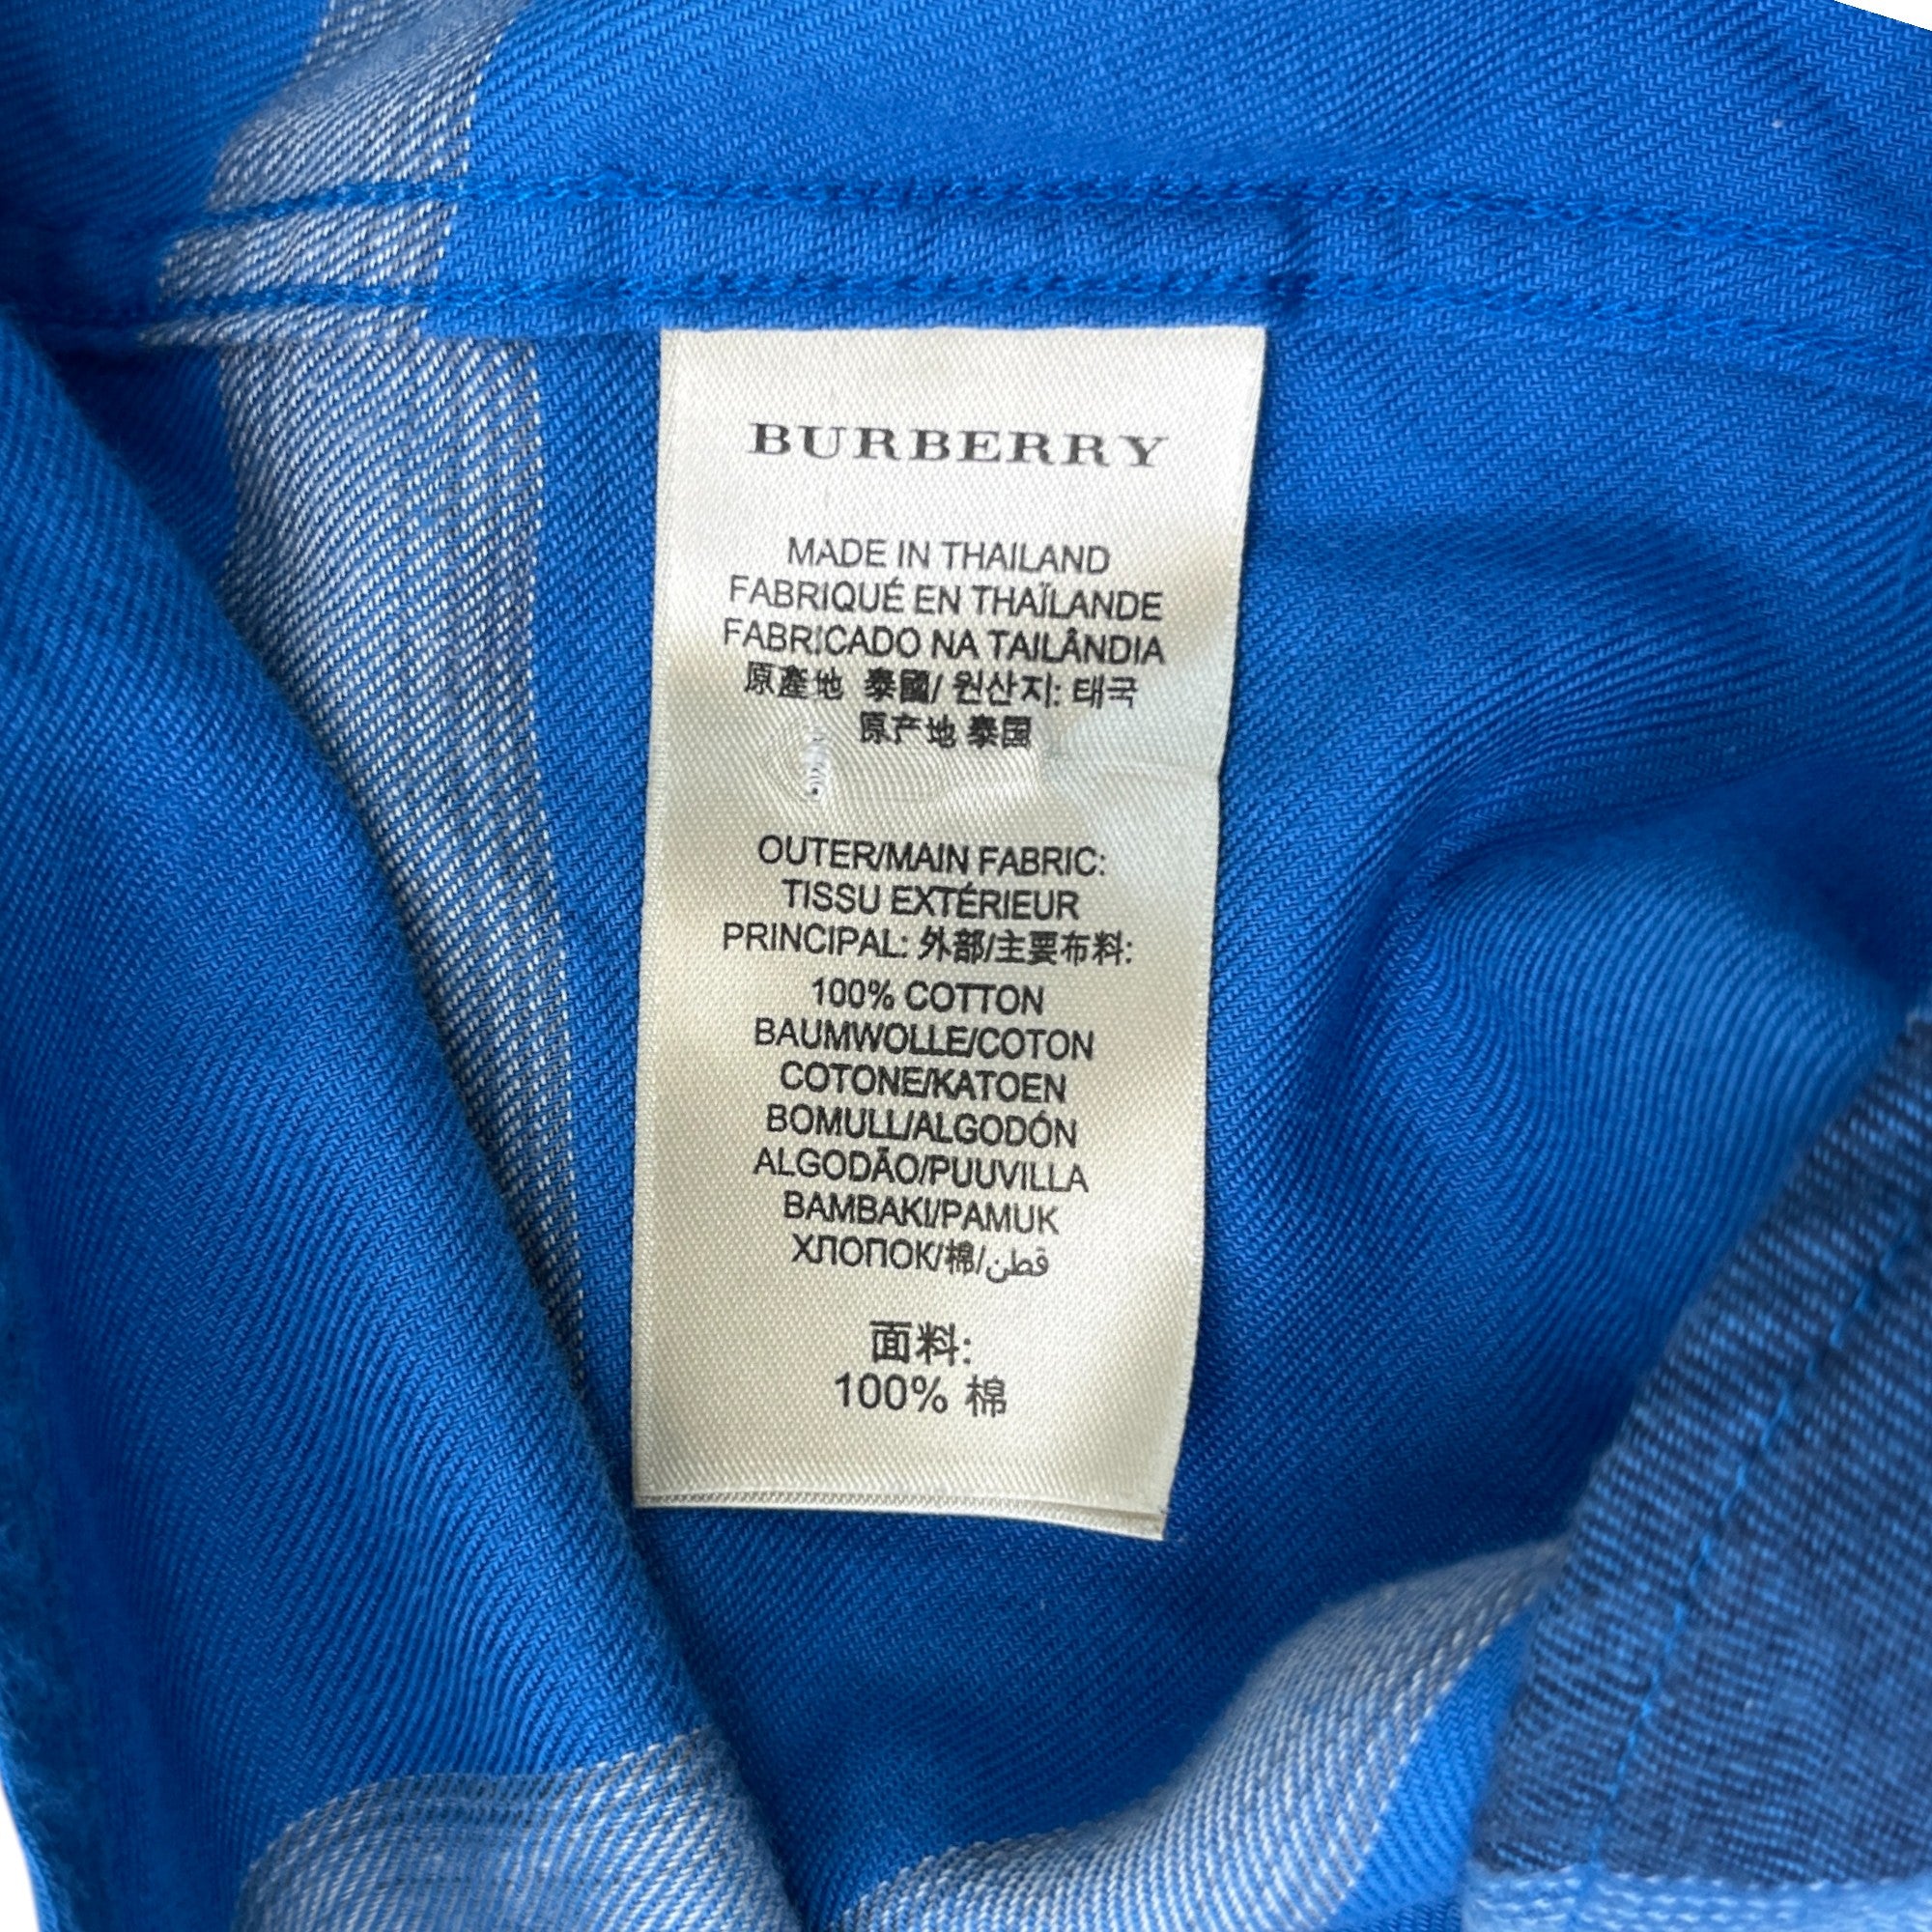 BURBERRY
MADE IN THAILAND
FABRIQUÉ EN THAÏLANDE
FABRICADO NA TAILÂNDIA
原產地 泰國/ 원산지: 태국
原产地 泰国
OUTER/MAIN FABRIC:
TISSU EXTÉRIEUR
PRINCIPAL: 外部/主要布料:
100% COTTON
BAUMWOLLE/COTON
COTONE/KATOEN
BOMULL/ALGODÓN
ALGODÃO/PUUVILLA
BAMBAKI/PAMUK
ХЛОПОК/棉/قطن
面料:
100% 棉